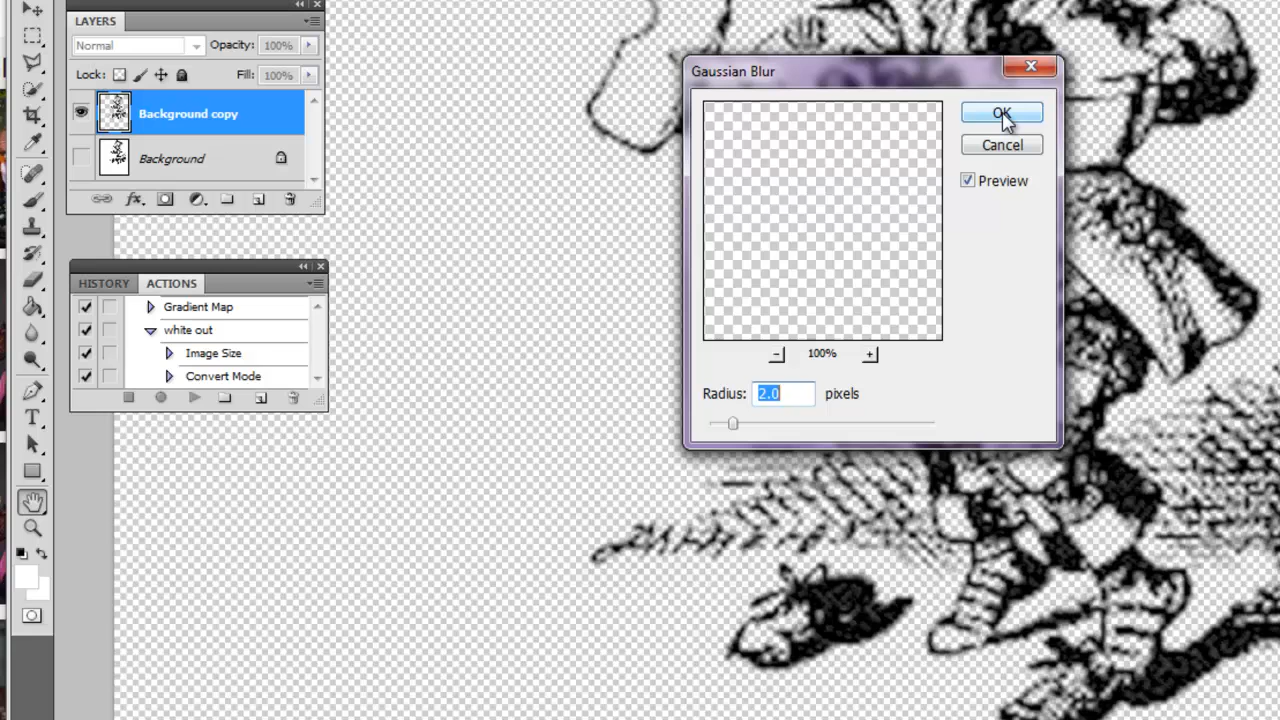 LAYERS
Normal Opacity: 100%
Lock: Fill: 100%
Background copy
Background
HISTORY ACTIONS
Gradient Map
white out
Image Size
Convert Mode
Gaussian Blur
OK
Cancel
Preview
100%
Radius: 2.0 pixels